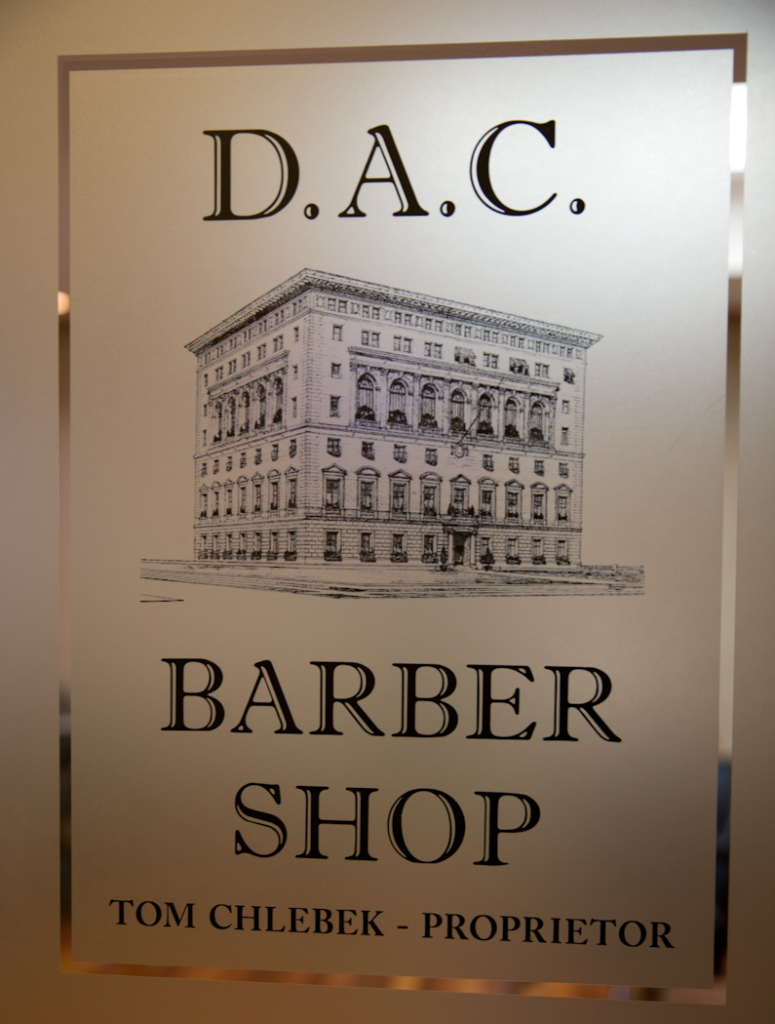 D.A.C.
BARBER
SHOP
TOM CHLEBEK - PROPRIETOR